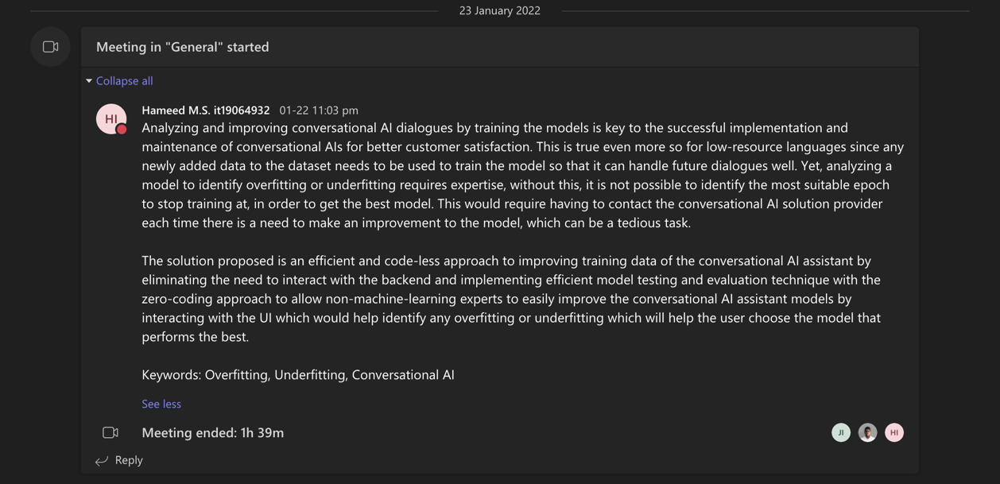 23 January 2022
Meeting in "General" started
Collapse all
HI
Hameed M.S. it19064932 01-22 11:03 pm
Analyzing and improving conversational AI dialogues by training the models is key to the successful implementation and
maintenance of conversational AIs for better customer satisfaction. This is true even more so for low-resource languages since any
newly added data to the dataset needs to be used to train the model so that it can handle future dialogues well. Yet, analyzing a
model to identify overfitting or underfitting requires expertise, without this, it is not possible to identify the most suitable epoch
to stop training at, in order to get the best model. This would require having to contact the conversational AI solution provider
each time there is a need to make an improvement to the model, which can be a tedious task.
The solution proposed is an efficient and code-less approach to improving training data of the conversational AI assistant by
eliminating the need to interact with the backend and implementing efficient model testing and evaluation technique with the
zero-coding approach to allow non-machine-learning experts to easily improve the conversational AI assistant models by
interacting with the UI which would help identify any overfitting or underfitting which will help the user choose the model that
performs the best.
Keywords: Overfitting, Underfitting, Conversational AI
See less
Meeting ended: 1h 39m
JI HI
Reply